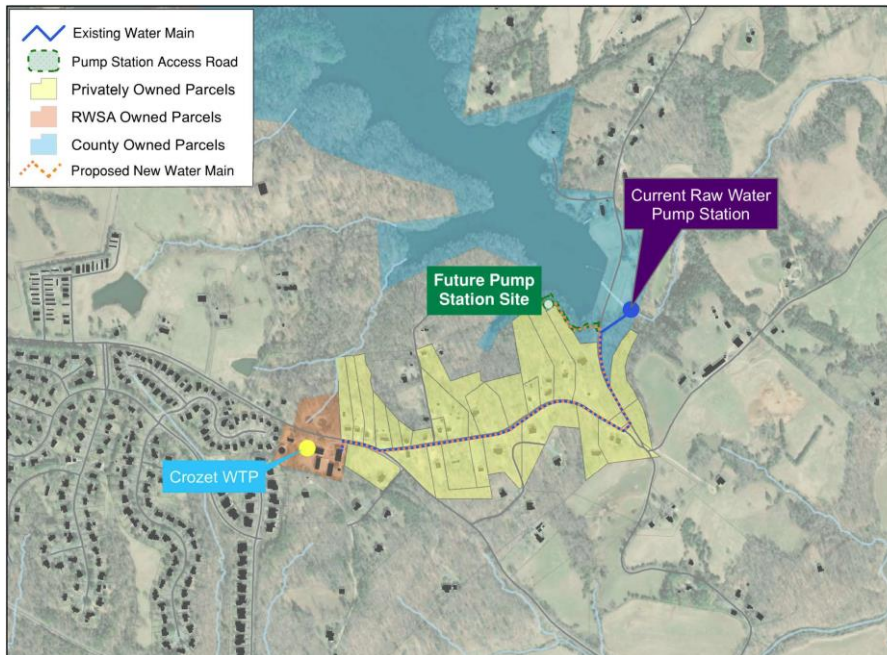 Existing Water Main
Pump Station Access Road
Privately Owned Parcels
RWSA Owned Parcels
County Owned Parcels
Proposed New Water Main
Current Raw Water
Pump Station
Future Pump
Station Site
Crozet WTP